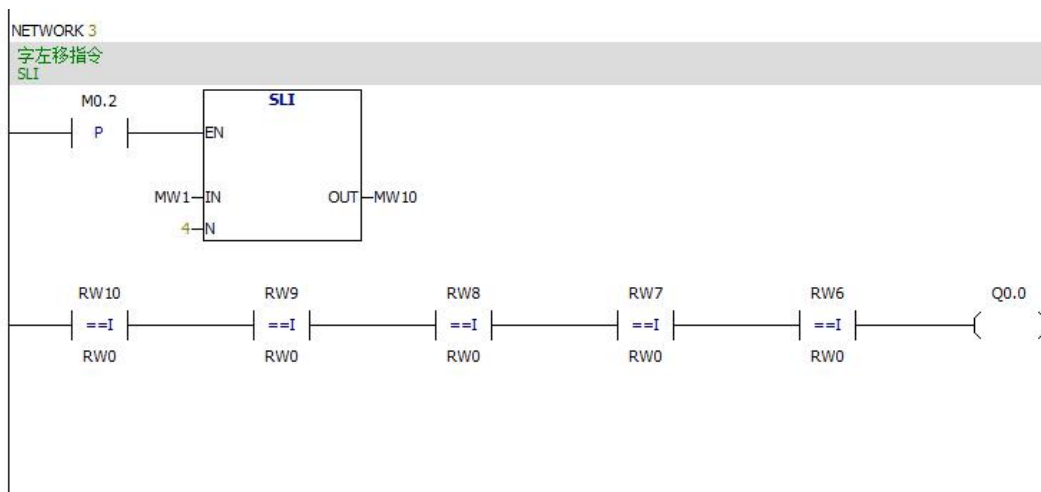 NETWORK 3
字左移指令
SLI
M0.2
SLI
P
EN
MW1
IN
OUT
MW10
4
N
RW10
RW9
RW8
RW7
RW6
Q0.0
==I
==I
==I
==I
==I
RW0
RW0
RW0
RW0
RW0